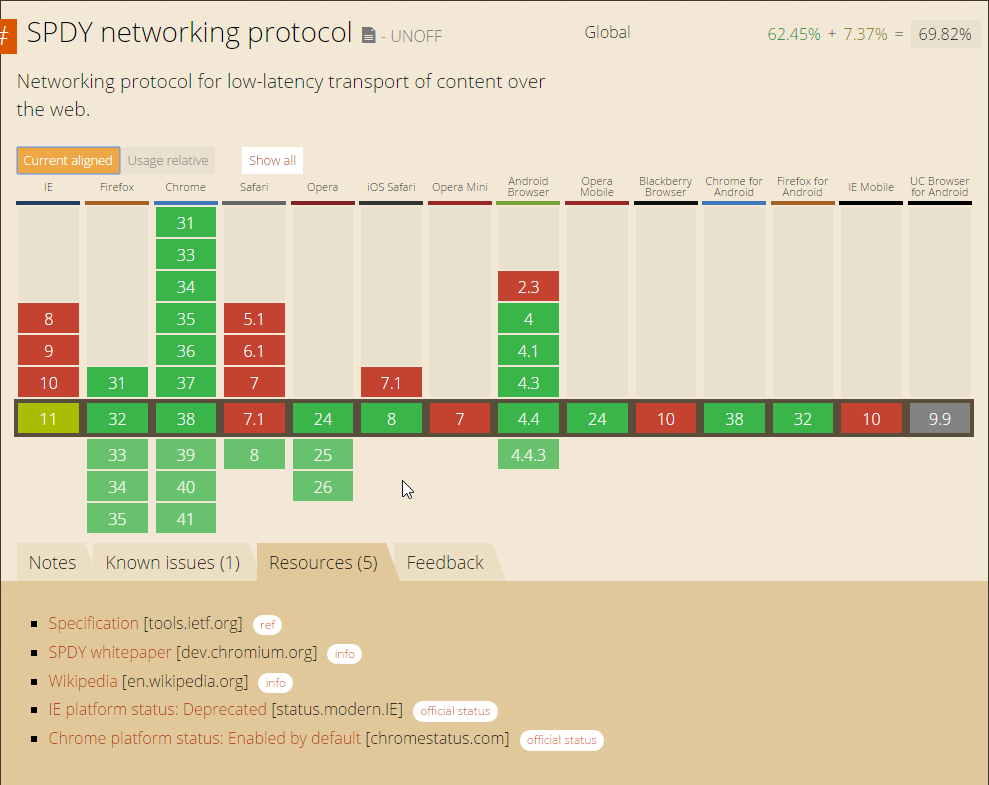 # SPDY networking protocol - UNOFF
Global
62.45% + 7.37% = 69.82%
Networking protocol for low-latency transport of content over
the web.
Current aligned Usage relative Show all
IE Firefox Chrome Safari Opera iOS Safari Opera Mini Android Browser Opera Mobile Blackberry Browser Chrome for Android Firefox for Android IE Mobile UC Browser for Android
31
33
34 2.3
8 35 5.1 4
9 36 6.1 4.1
10 31 37 7 7.1 4.3
11 32 38 7.1 24 8 7 4.4 24 10 38 32 10 9.9
33 39 8 25 4.4.3
34 40 26
35 41
Notes Known issues (1) Resources (5) Feedback
Specification [tools.ietf.org] ref
SPDY whitepaper [dev.chromium.org] info
Wikipedia [en.wikipedia.org] info
IE platform status: Deprecated [status.modern.IE] official status
Chrome platform status: Enabled by default [chromestatus.com] official status